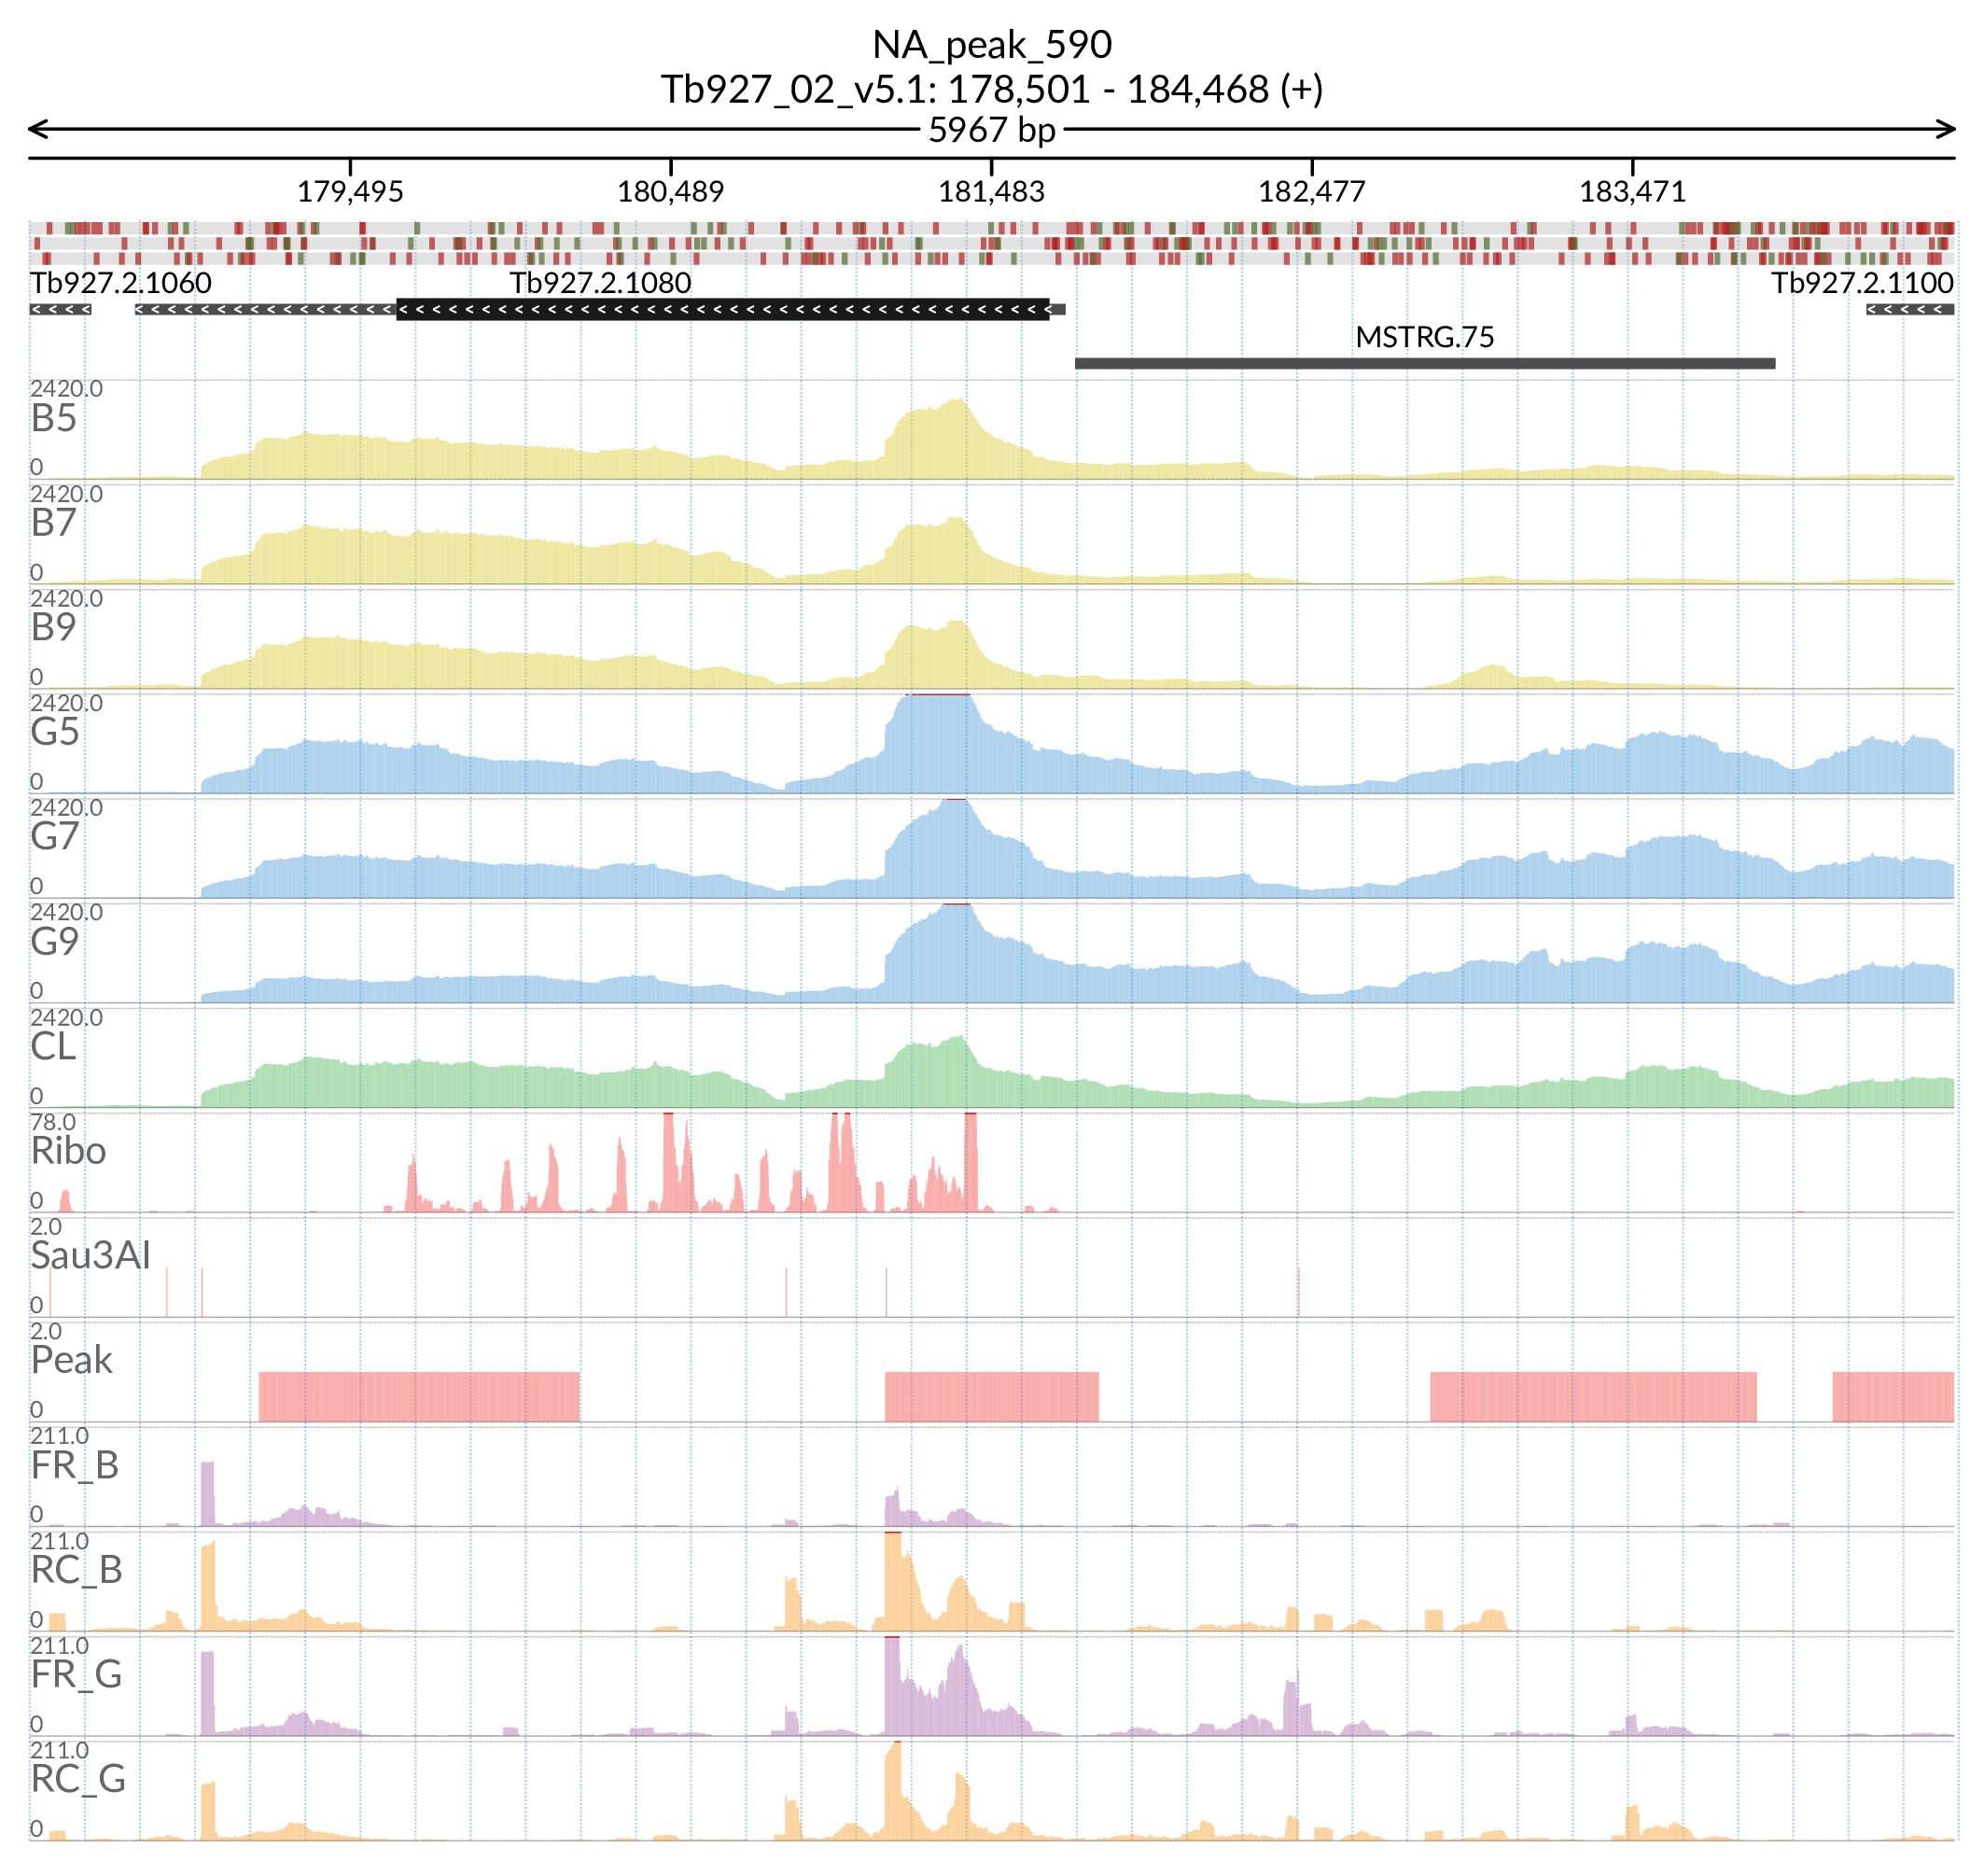 NA_peak_590
Tb927_02_v5.1: 178,501 - 184,468 (+)
5967 bp
179,495 180,489 181,483 182,477 183,471
Tb927.2.1060 Tb927.2.1080 Tb927.2.1100
MSTRG.75
2420.0
B5
0
2420.0
B7
0
2420.0
B9
0
2420.0
G5
0
2420.0
G7
0
2420.0
G9
0
2420.0
CL
0
78.0
Ribo
0
2.0
Sau3AI
0
2.0
Peak
0
211.0
FR_B
0
211.0
RC_B
0
211.0
FR_G
0
211.0
RC_G
0